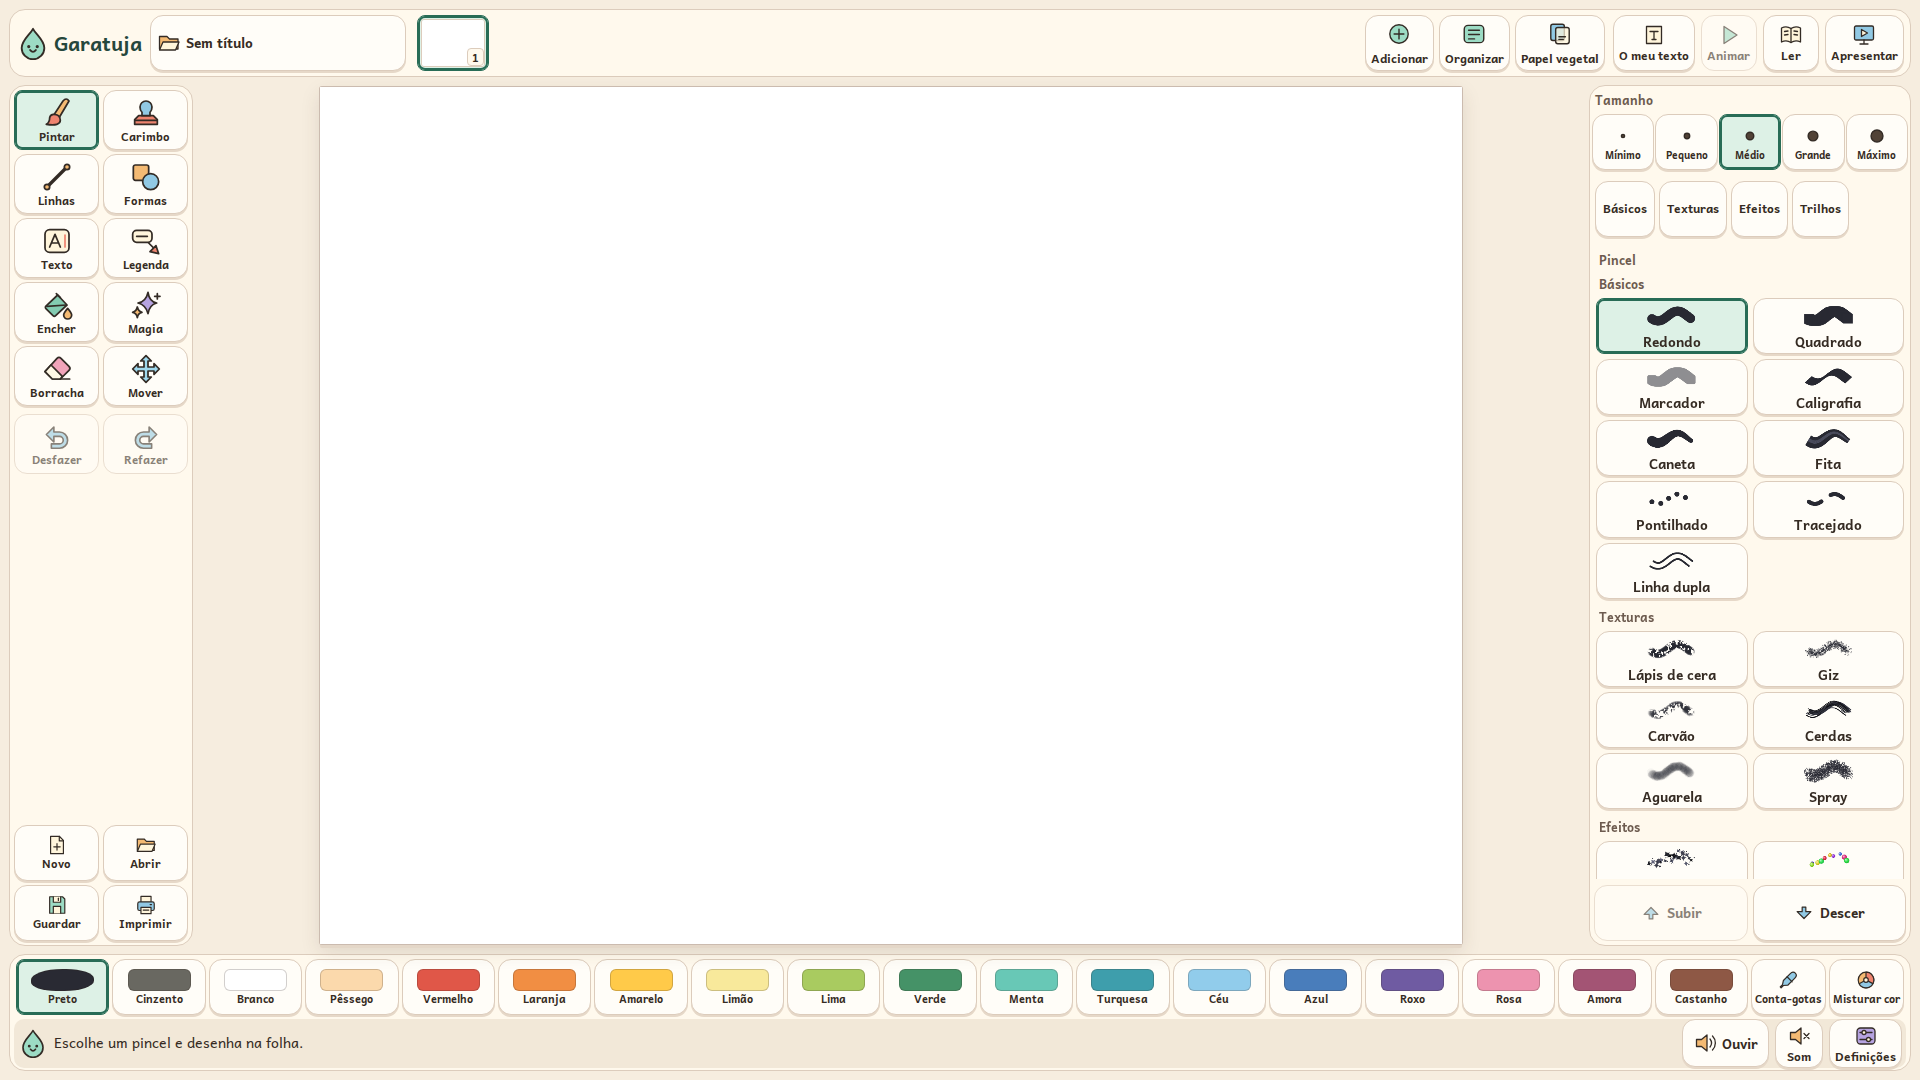 Garatuja
Sem título
1
Adicionar
Organizar
Papel vegetal
O meu texto
Animar
Ler
Apresentar
Pintar
Carimbo
Linhas
Formas
Texto
Legenda
Encher
Magia
Borracha
Mover
Desfazer
Refazer
Novo
Abrir
Guardar
Imprimir
Tamanho
Mínimo
Pequeno
Médio
Grande
Máximo
Básicos
Texturas
Efeitos
Trilhos
Pincel
Básicos
Redondo
Quadrado
Marcador
Caligrafia
Caneta
Fita
Pontilhado
Tracejado
Linha dupla
Texturas
Lápis de cera
Giz
Carvão
Cerdas
Aguarela
Spray
Efeitos
Subir
Descer
Preto
Cinzento
Branco
Pêssego
Vermelho
Laranja
Amarelo
Limão
Lima
Verde
Menta
Turquesa
Céu
Azul
Roxo
Rosa
Amora
Castanho
Conta-gotas
Misturar cor
Escolhe um pincel e desenha na folha.
Ouvir
Som
Definições